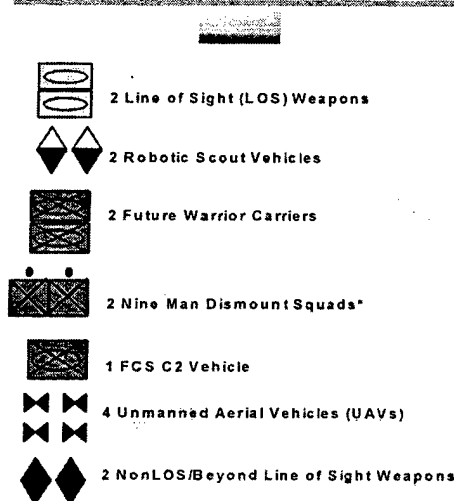 2 Line of Sight (LOS) Weapons
2 Robotic Scout Vehicles
2 Future Warrior Carriers
2 Nine Man Dismount Squads*
1 FCS C2 Vehicle
4 Unmanned Aerial Vehicles (UAVs)
2 NonLOS/Beyond Line of Sight Weapons